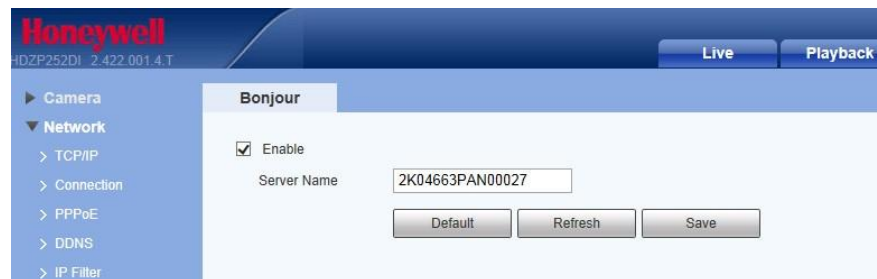 Honeywell
HDZP252DI 2.422.001.4.T
Live
Playback
Camera
Network
> TCP/IP
> Connection
> PPPoE
> DDNS
> IP Filter
Bonjour
Enable
Server Name
2K04663PAN00027
Default
Refresh
Save